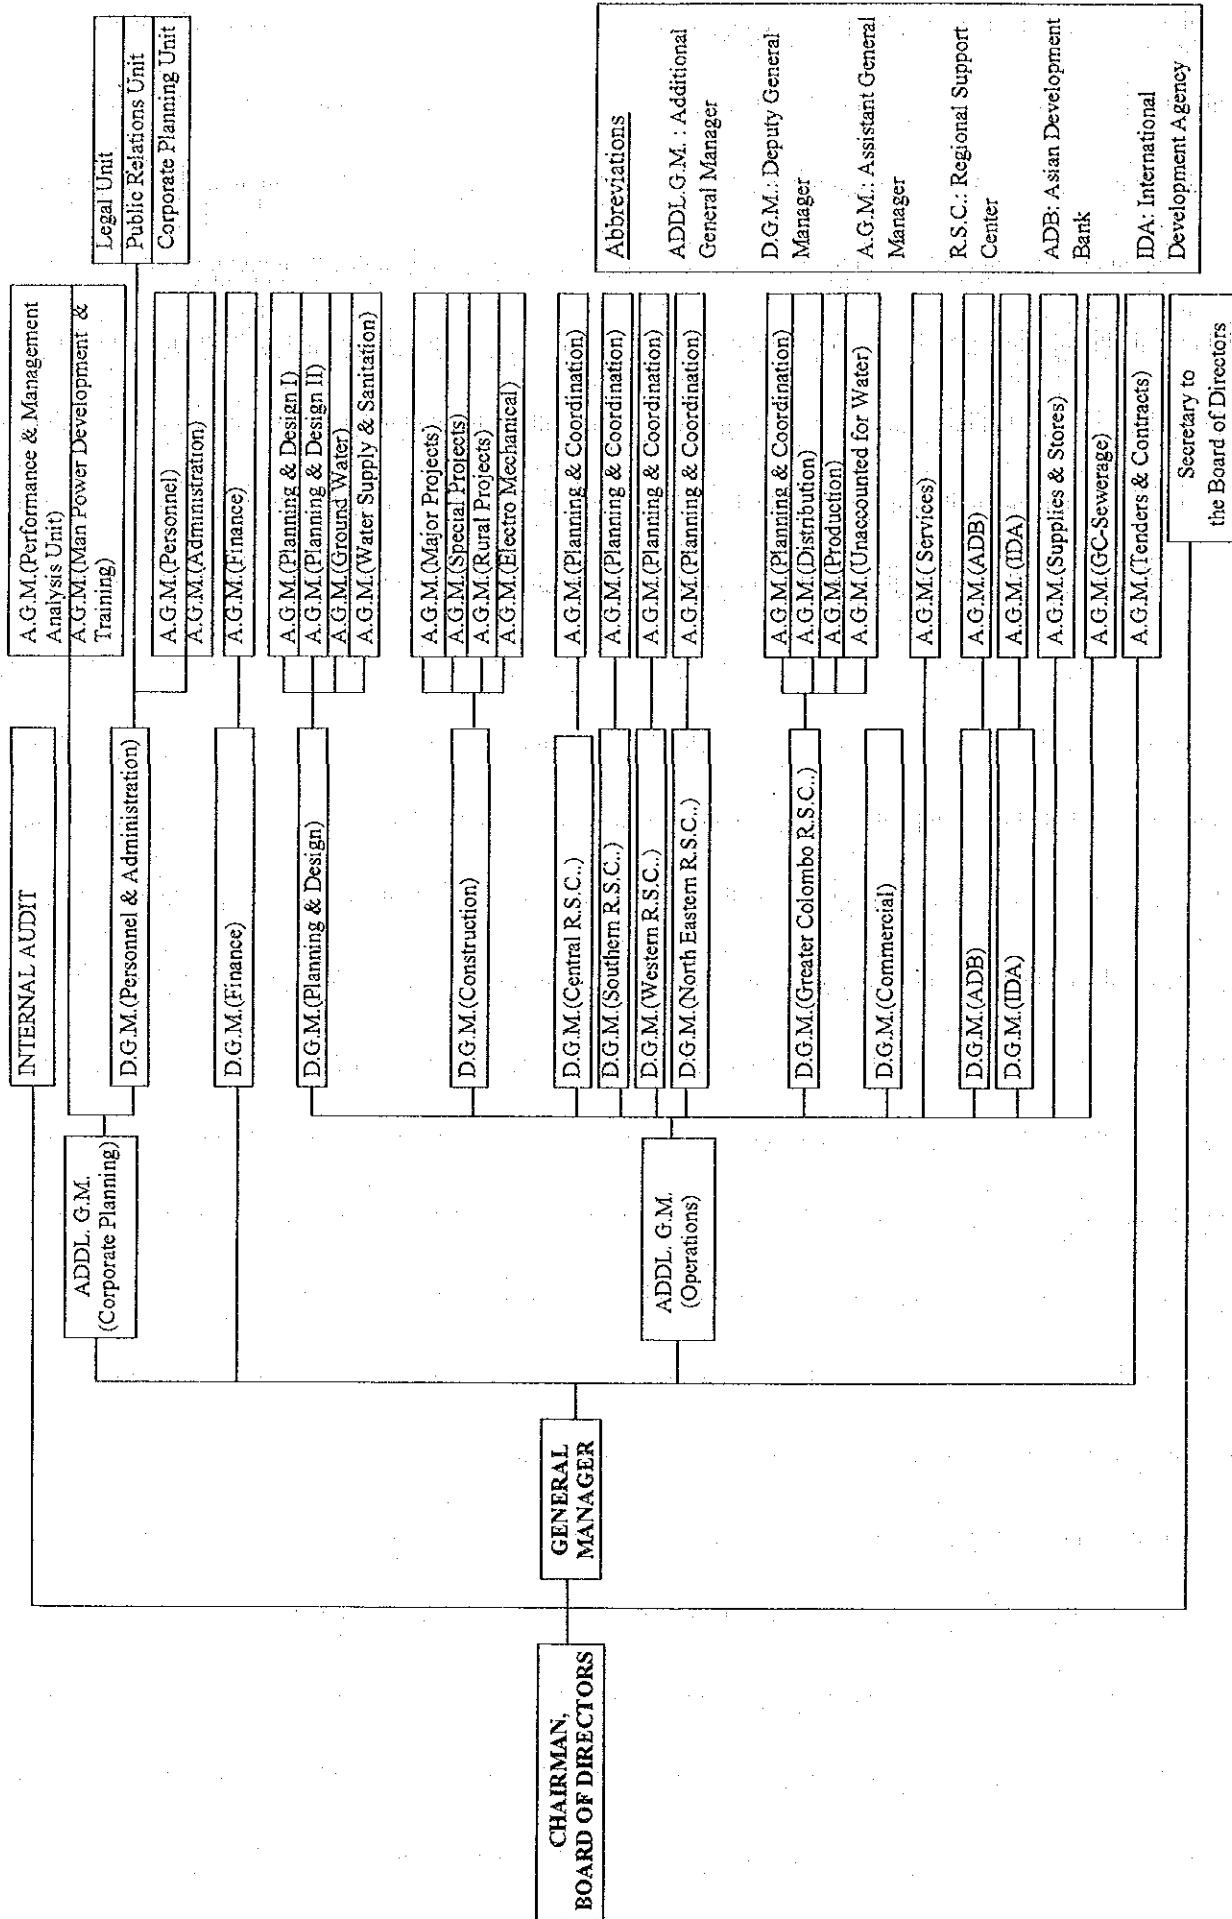 CHAIRMAN,
BOARD OF DIRECTORS
GENERAL
MANAGER
ADDL. G.M.
(Corporate Planning)
ADDL. G.M.
(Operations)
INTERNAL AUDIT
D.G.M.(Personnel & Administration)
D.G.M.(Finance)
D.G.M.(Planning & Design)
D.G.M.(Construction)
D.G.M.(Central R.S.C..)
D.G.M.(Southern R.S.C..)
D.G.M.(Western R.S.C..)
D.G.M.(North Eastern R.S.C..)
D.G.M.(Greater Colombo R.S.C..)
D.G.M.(Commercial)
D.G.M.(ADB)
D.G.M.(IDA)
A.G.M.(Performance & Management
Analysis Unit)
A.G.M.(Man Power Development &
Training)
A.G.M.(Personel)
A.G.M.(Administration)
A.G.M.(Finance)
A.G.M.(Planning & Design I)
A.G.M.(Planning & Design II)
A.G.M.(Ground Water)
A.G.M.(Water Supply & Sanitation)
A.G.M.(Major Projects)
A.G.M.(Special Projects)
A.G.M.(Rural Projects)
A.G.M.(Electro Mechanical)
A.G.M.(Planning & Coordination)
A.G.M.(Planning & Coordination)
A.G.M.(Planning & Coordination)
A.G.M.(Planning & Coordination)
A.G.M.(Planning & Coordination)
A.G.M.(Distribution)
A.G.M.(Production)
A.G.M.(Unaccounted for Water)
A.G.M.(Services)
A.G.M.(ADB)
A.G.M. (IDA)
A.G.M.(Supplies & Stores)
A.G.M.(GC-Sewerage)
A.G.M.(Tenders & Contracts)
Secretary to
the Board of Directors
Legal Unit
Public Relations Unit
Corporate Planning Unit
Abbreviations
ADDL.G.M. : Additional
General Manager
D.G.M.: Deputy General
Manager
A.G.M.: Assistant General
Manager
R.S.C.: Regional Support
Center
ADB: Asian Development
Bank
IDA: International
Development Agency